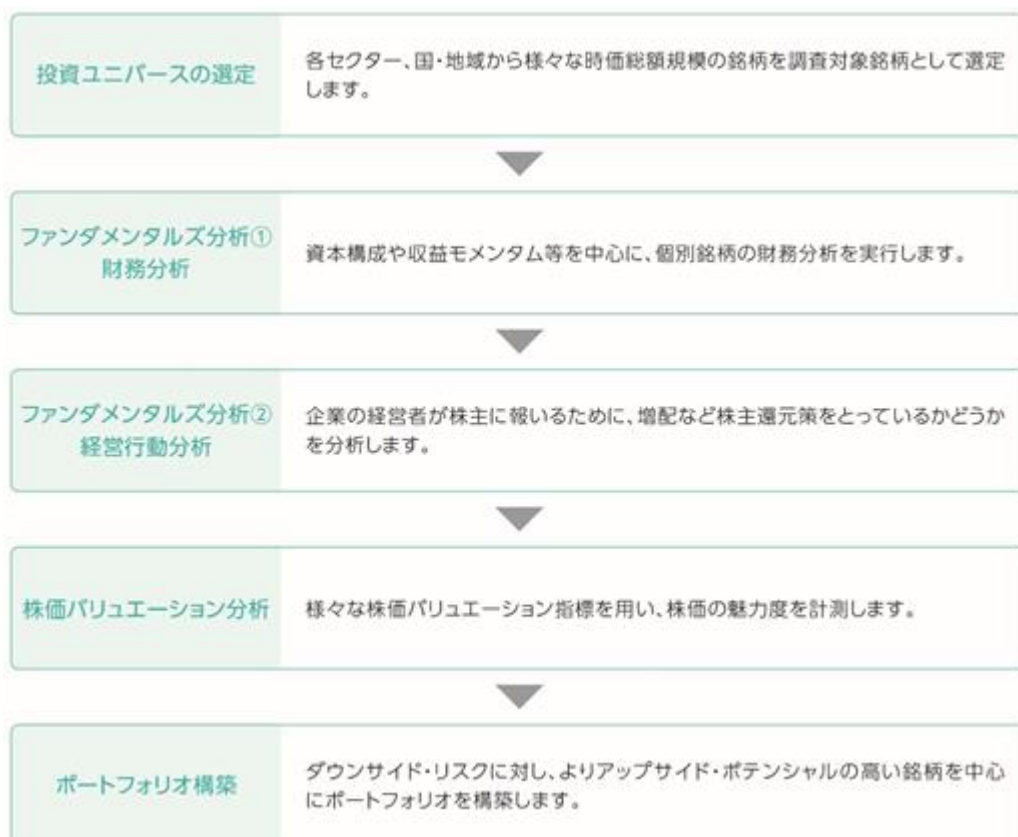 投資ユニバースの選定
各セクター、国・地域から様々な時価総額規模の銘柄を調査対象銘柄として選定
します。
ファンダメンタルズ分析①
財務分析
資本構成や収益モメンタム等を中心に、個別銘柄の財務分析を実行します。
ファンダメンタルズ分析②
経営行動分析
企業の経営者が株主に報いるために、増配など株主還元策をとっているかどうか
を分析します。
株価バリュエーション分析
様々な株価バリュエーション指標を用い、株価の魅力度を計測します。
ポートフォリオ構築
ダウンサイド・リスクに対し、よりアップサイド・ポテンシャルの高い銘柄を中心
にポートフォリオを構築します。